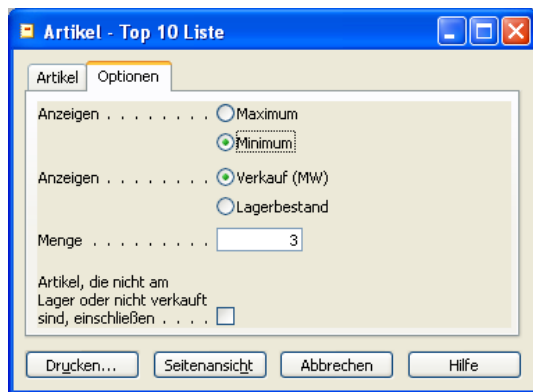 Artikel - Top 10 Liste
Artikel Optionen
Anzeigen . . . . . . . . Maximum
Minimum
Anzeigen . . . . . . . . Verkauf (MW)
Lagerbestand
Menge . . . . . . . . . 3
Artikel, die nicht am
Lager oder nicht verkauft
sind, einschließen . . . .
Drucken... Seitenansicht Abbrechen Hilfe